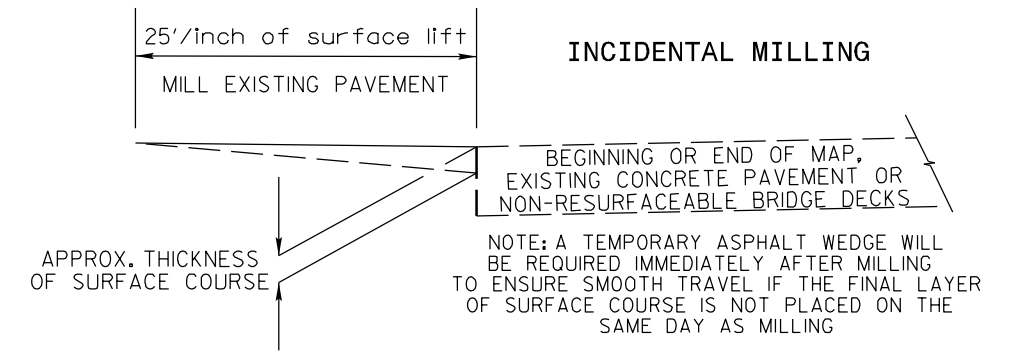 25'/inch of surface lift
MILL EXISTING PAVEMENT
INCIDENTAL MILLING
BEGINNING OR END OF MAP,
EXISTING CONCRETE PAVEMENT OR
NON-RESURFACEABLE BRIDGE DECKS
APPROX. THICKNESS
OF SURFACE COURSE
NOTE: A TEMPORARY ASPHALT WEDGE WILL
BE REQUIRED IMMEDIATELY AFTER MILLING
TO ENSURE SMOOTH TRAVEL IF THE FINAL LAYER
OF SURFACE COURSE IS NOT PLACED ON THE
SAME DAY AS MILLING